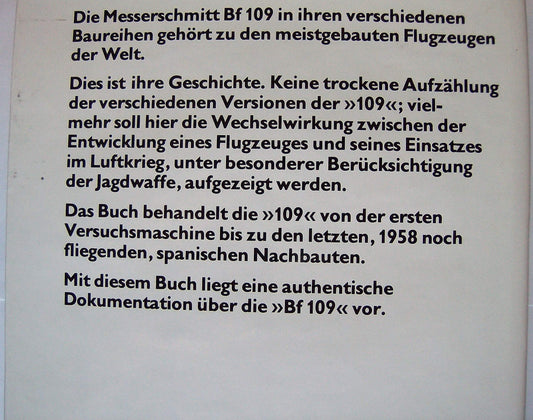 Die Messerschmitt Bf 109 in ihren verschiedenen
Baureihen gehört zu den meistgebauten Flugzeugen
der Welt.
Dies ist ihre Geschichte. Keine trockene Aufzählung
der verschiedenen Versionen der »109«; viel-
mehr soll hier die Wechselwirkung zwischen der
Entwicklung eines Flugzeuges und seines Einsatzes
im Luftkrieg, unter besonderer Berücksichtigung
der Jagdwaffe, aufgezeigt werden.
Das Buch behandelt die »109« von der ersten
Versuchsmaschine bis zu den letzten, 1958 noch
fliegenden, spanischen Nachbauten.
Mit diesem Buch liegt eine authentische
Dokumentation über die »Bf 109« vor.